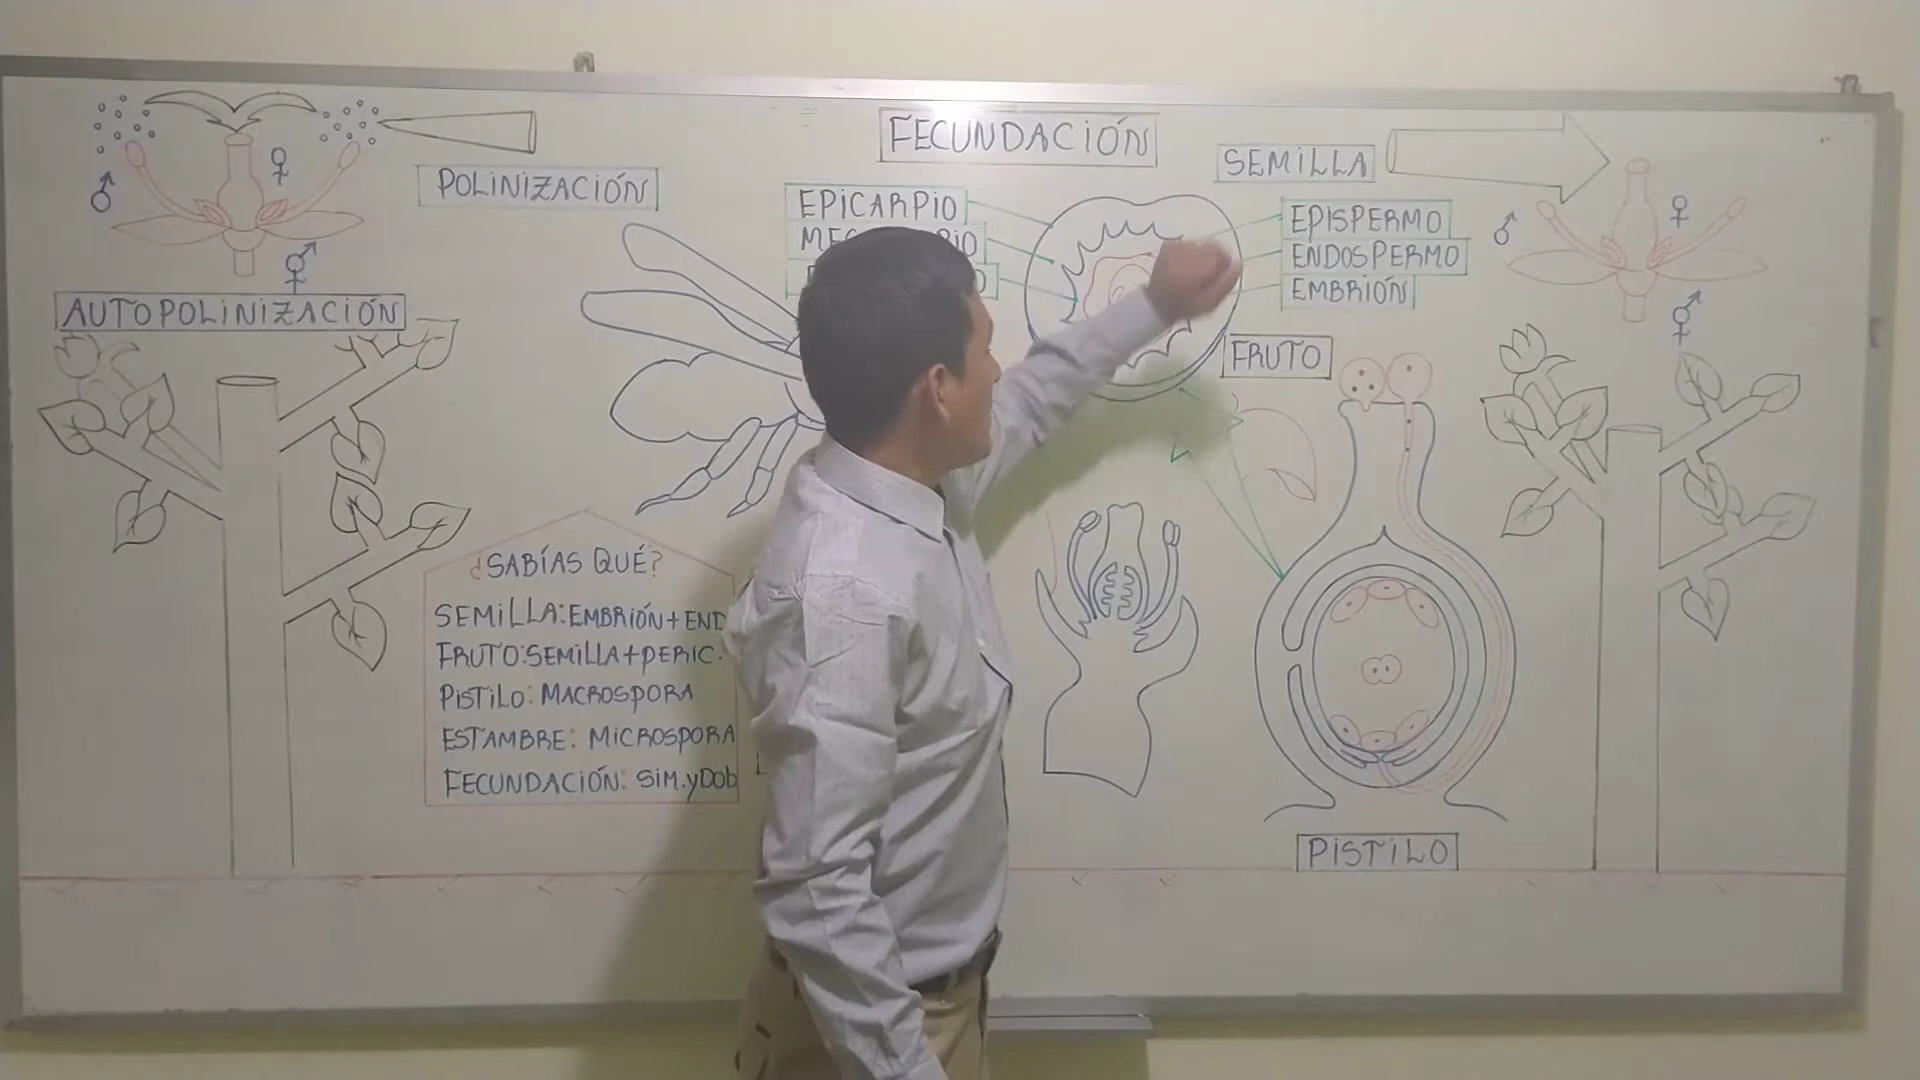 FECUNDACIÓN
POLINIZACIÓN
AUTOPOLINIZACIÓN
EPICARPIO
SEMILLA
EPISPERMO
ENDOSPERMO
EMBRIÓN
FRUTO
¿SABÍAS QUÉ?
SEMILLA: EMBRIÓN + END
FRUTO: SEMILLA + PERIC.
PISTILO: MACROSPORA
ESTAMBRE: MICROSPORA
FECUNDACIÓN: SIM. y DOb
PISTILO